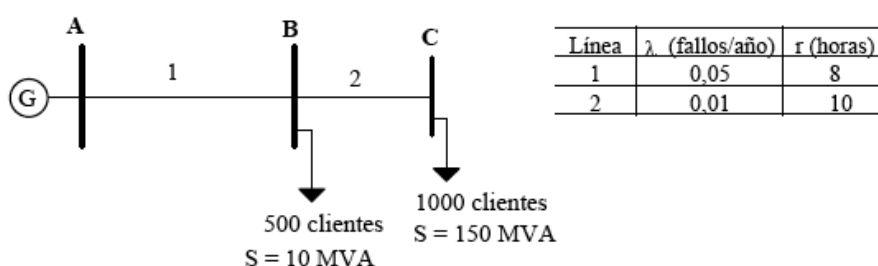 A
B
C
1
2
G
500 clientes
S = 10 MVA
1000 clientes
S = 150 MVA
Línea λ (fallos/año) r (horas)
1 0,05 8
2 0,01 10